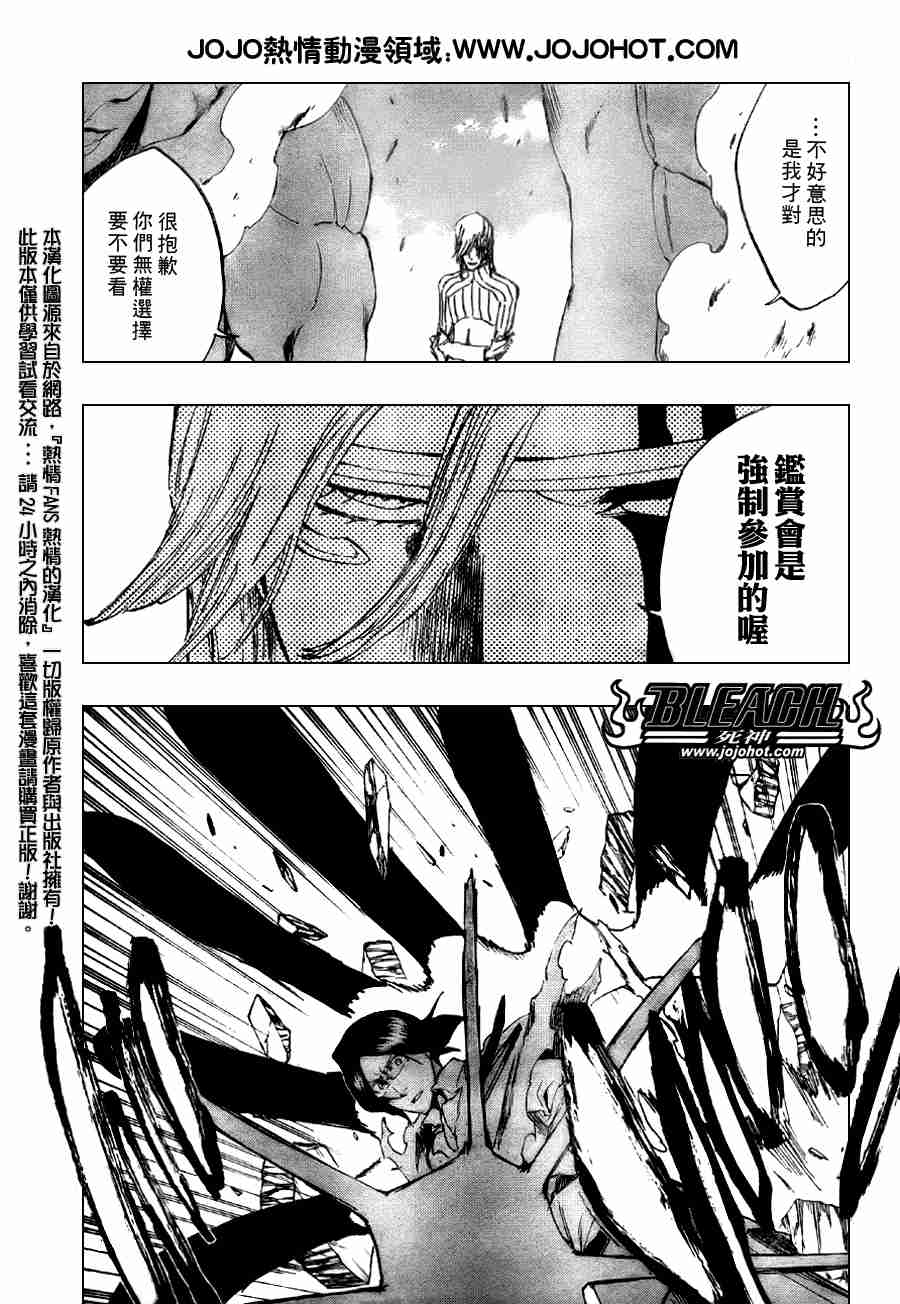 JOJO熱情動漫領域:WWW.JOJOHOT.COM
…不好意思的
是我才對
很抱歉
你們無權選擇
要不要看
鑑賞會是
強制參加的喔
BLEACH
死神
www.jojohot.com
本漢化圖源來自於網路，『熱情FANS 熱情的漢化』一切版權歸原作者與出版社擁有！
此版本僅供學習試看交流…請24小時之內消除，喜歡這套漫畫請購買正版！謝謝。